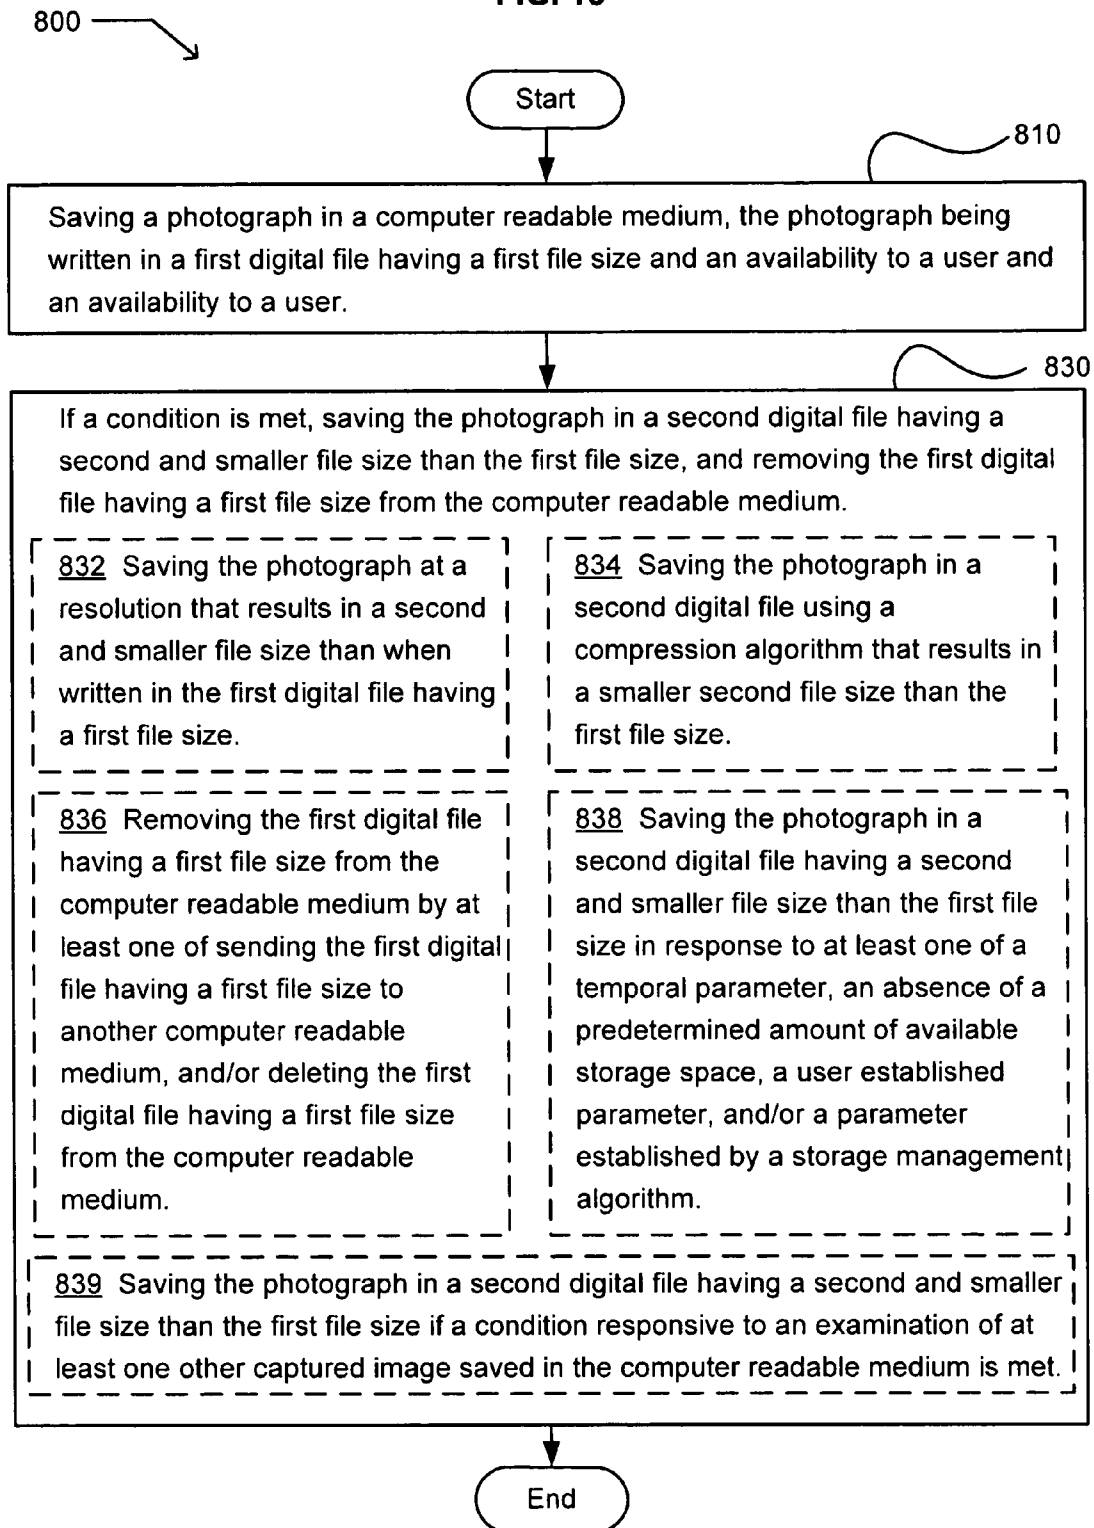 800
Start
810
Saving a photograph in a computer readable medium, the photograph being
written in a first digital file having a first file size and an availability to a user and
an availability to a user.
830
If a condition is met, saving the photograph in a second digital file having a
second and smaller file size than the first file size, and removing the first digital
file having a first file size from the computer readable medium.
832 Saving the photograph at a
resolution that results in a second
and smaller file size than when
written in the first digital file having
a first file size.
834 Saving the photograph in a
second digital file using a
compression algorithm that results in
a smaller second file size than the
first file size.
836 Removing the first digital file
having a first file size from the
computer readable medium by at
least one of sending the first digital
file having a first file size to
another computer readable
medium, and/or deleting the first
digital file having a first file size
from the computer readable
medium.
838 Saving the photograph in a
second digital file having a second
and smaller file size than the first file
size in response to at least one of a
temporal parameter, an absence of a
predetermined amount of available
storage space, a user established
parameter, and/or a parameter
established by a storage management
algorithm.
839 Saving the photograph in a second digital file having a second and smaller
file size than the first file size if a condition responsive to an examination of at
least one other captured image saved in the computer readable medium is met.
End